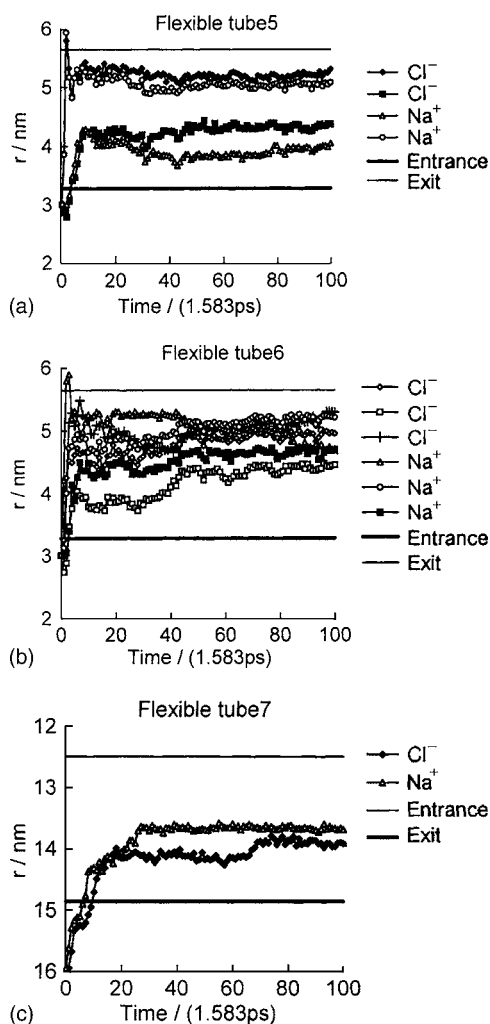 Flexible tube5
6
5
4
3
2
r / nm
0 20 40 60 80 100
Time / (1.583ps)
(a)
Cl⁻
Cl⁻
Na⁺
Na⁺
Entrance
Exit
Flexible tube6
6
5
4
3
2
r / nm
0 20 40 60 80 100
Time / (1.583ps)
(b)
Cl⁻
Cl⁻
Cl⁻
Na⁺
Na⁺
Na⁺
Entrance
Exit
Flexible tube7
12
13
14
15
16
r / nm
0 20 40 60 80 100
Time / (1.583ps)
(c)
Cl⁻
Na⁺
Entrance
Exit